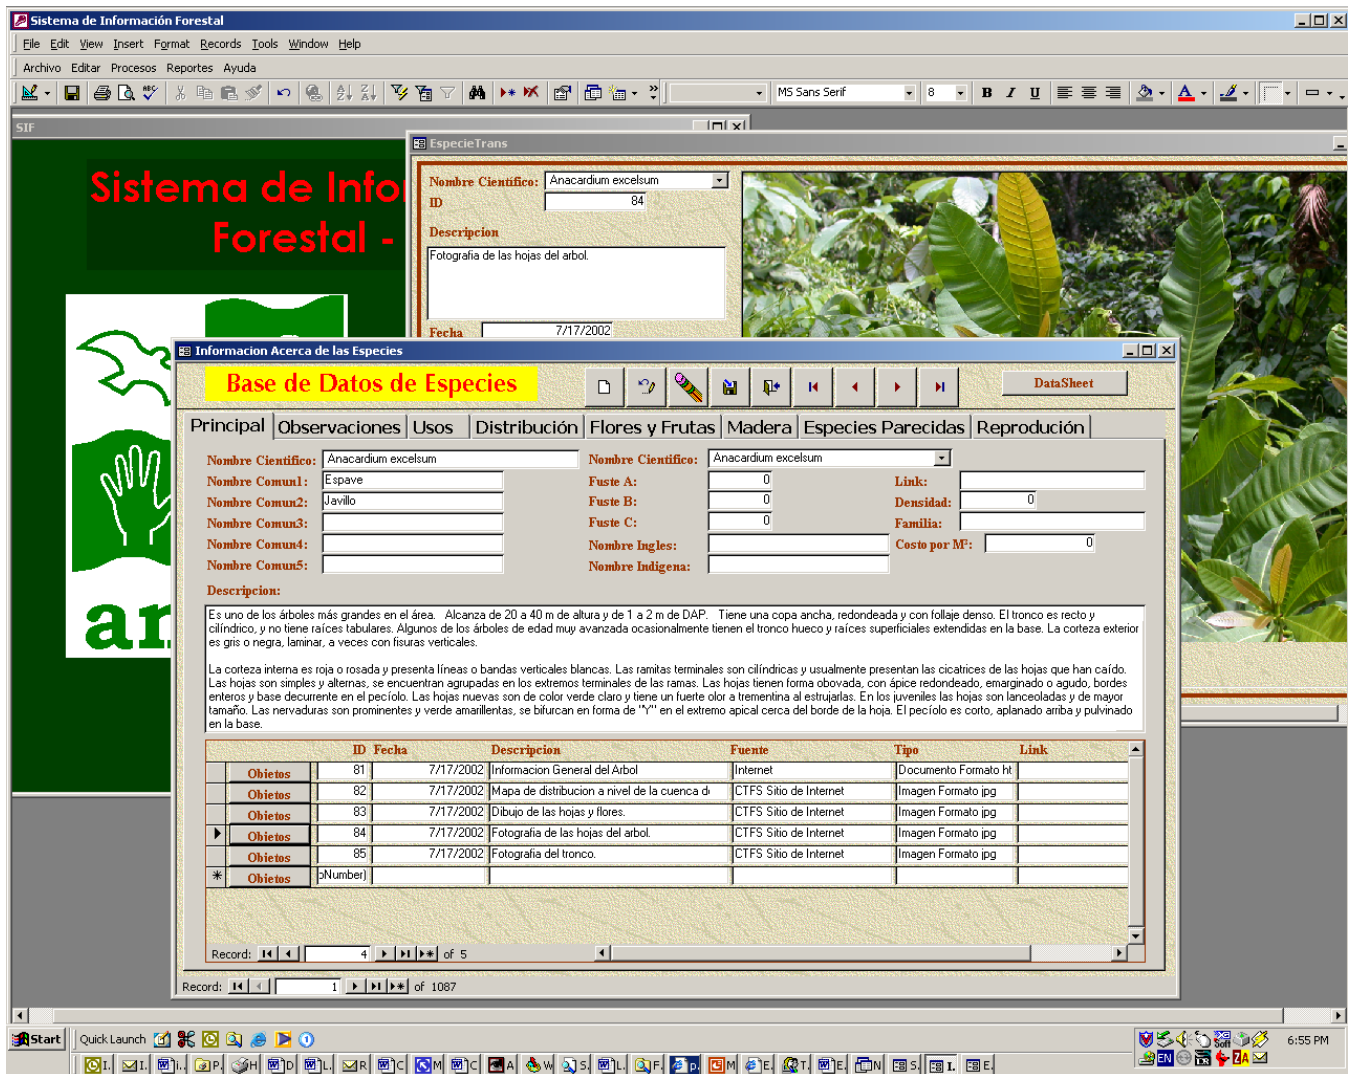 Sistema de Información Forestal
File Edit View Insert Format Records Tools Window Help
Archivo Editar Procesos Reportes Ayuda
MS Sans Serif 8 B I U
SIF
Sistema de Infor
Forestal -
an
EspecieTrans
Nombre Cientifico: Anacardium excelsum
ID 84
Descripcion
Fotografia de las hojas del arbol.
Fecha 7/17/2002
Informacion Acerca de las Especies
Base de Datos de Especies
DataSheet
Principal Observaciones Usos Distribución Flores y Frutas Madera Especies Parecidas Reprodución
Nombre Cientifico: Anacardium excelsum Nombre Cientifico: Anacardium excelsum
Nombre Comun1: Espave Fuste A: 0 Link:
Nombre Comun2: Javillo Fuste B: 0 Densidad: 0
Nombre Comun3: Fuste C: 0 Familia:
Nombre Comun4: Nombre Ingles: Costo por M³: 0
Nombre Comun5: Nombre Indigena:
Descripcion:
Es uno de los árboles más grandes en el área. Alcanza de 20 a 40 m de altura y de 1 a 2 m de DAP. Tiene una copa ancha, redondeada y con follaje denso. El tronco es recto y
cilíndrico, y no tiene raíces tabulares. Algunos de los árboles de edad muy avanzada ocasionalmente tienen el tronco hueco y raíces superficiales extendidas en la base. La corteza exterior
es gris o negra, laminar, a veces con fisuras verticales.
La corteza interna es roja o rosada y presenta líneas o bandas verticales blancas. Las ramitas terminales son cilíndricas y usualmente presentan las cicatrices de las hojas que han caído.
Las hojas son simples y alternas, se encuentran agrupadas en los extremos terminales de las ramas. Las hojas tienen forma obovada, con ápice redondeado, emarginado o agudo, bordes
enteros y base decurrente en el pecíolo. Las hojas nuevas son de color verde claro y tiene un fuerte olor a trementina al estrujarlas. En los juveniles las hojas son lanceoladas y de mayor
tamaño. Las nervaduras son prominentes y verde amarillentas, se bifurcan en forma de "Y" en el extremo apical cerca del borde de la hoja. El pecíolo es corto, aplanado arriba y pulvinado
en la base.
ID Fecha Descripcion Fuente Tipo Link
Objetos 81 7/17/2002 Informacion General del Arbol Internet Documento Formato ht
Objetos 82 7/17/2002 Mapa de distribucion a nivel de la cuenca d CTFS Sitio de Internet Imagen Formato jpg
Objetos 83 7/17/2002 Dibujo de las hojas y flores. CTFS Sitio de Internet Imagen Formato jpg
Objetos 84 7/17/2002 Fotografia de las hojas del arbol. CTFS Sitio de Internet Imagen Formato jpg
Objetos 85 7/17/2002 Fotografia del tronco. CTFS Sitio de Internet Imagen Formato jpg
Objetos oNumber)
Record: 4 of 5
Record: 1 of 1087
Start Quick Launch 6:55 PM
I. I. i.. P. H D L. R C M C A W S. L. F. p. M E. T. E. N S. I. E.
EN ZA